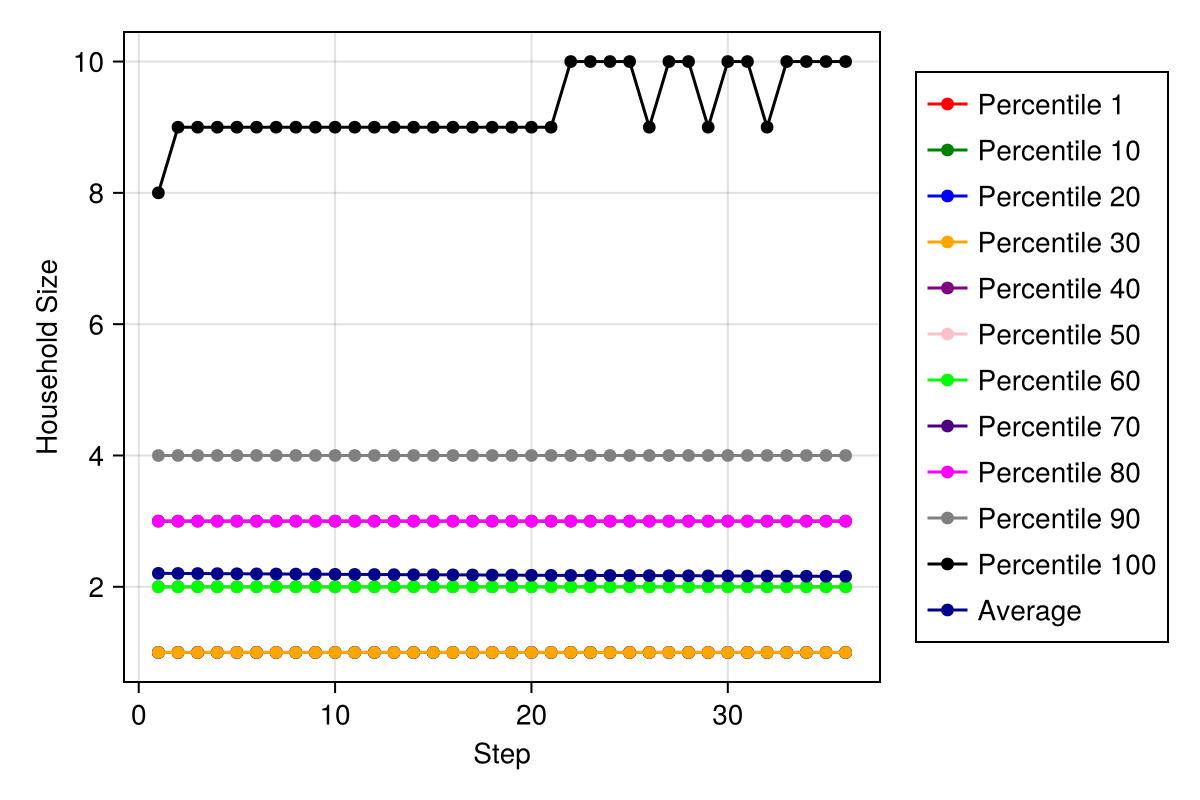 10
8
6
4
2
Household Size
0 10 20 30
Step
Percentile 1
Percentile 10
Percentile 20
Percentile 30
Percentile 40
Percentile 50
Percentile 60
Percentile 70
Percentile 80
Percentile 90
Percentile 100
Average